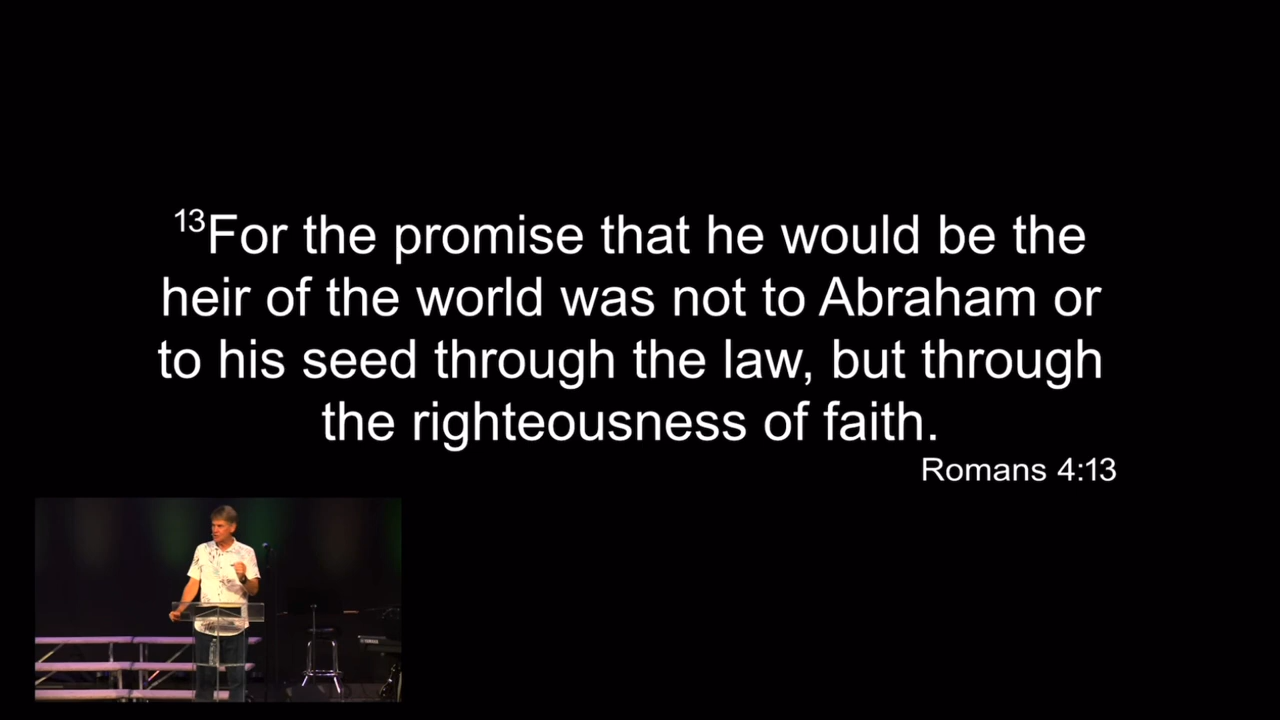 13For the promise that he would be the
heir of the world was not to Abraham or
to his seed through the law, but through
the righteousness of faith.
Romans 4:13